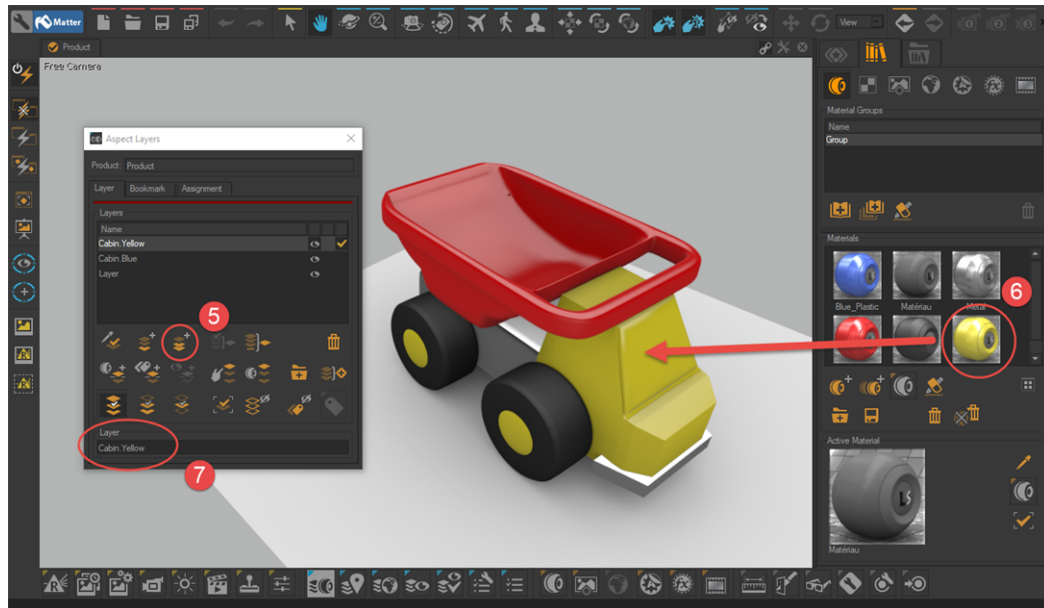 Matter
View
Product
Free Camera
Aspect Layers
Product: Product
Layer Bookmark Assignment
Layers
Name
Cabin.Yellow
Cabin.Blue
Layer
5
Layer
Cabin.Yellow
7
Material Groups
Name
Group
Materials
Blue_Plastic Matériau Metal
6
Active Material
LS
Matériau